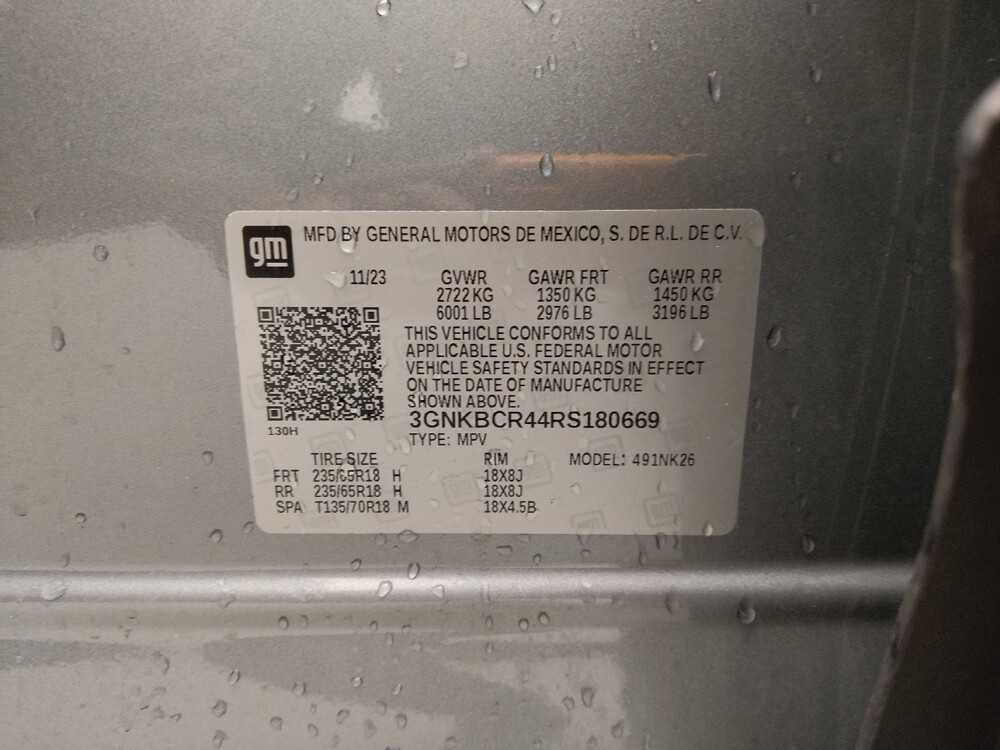 gm
MFD BY GENERAL MOTORS DE MEXICO, S. DE R.L. DE C.V.
11/23 GVWR GAWR FRT GAWR RR
2722 KG 1350 KG 1450 KG
6001 LB 2976 LB 3196 LB
THIS VEHICLE CONFORMS TO ALL
APPLICABLE U.S. FEDERAL MOTOR
VEHICLE SAFETY STANDARDS IN EFFECT
ON THE DATE OF MANUFACTURE
SHOWN ABOVE.
3GNKBCR44RS180669
130H
TYPE: MPV
TIRE SIZE RIM MODEL: 491NK26
FRT 235/65R18 H 18X8J
RR 235/65R18 H 18X8J
SPA T135/70R18 M 18X4.5B